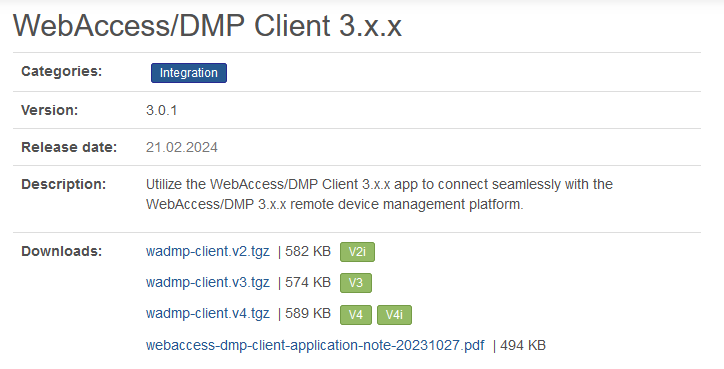 WebAccess/DMP Client 3.x.x
Categories: Integration
Version: 3.0.1
Release date: 21.02.2024
Description: Utilize the WebAccess/DMP Client 3.x.x app to connect seamlessly with the
WebAccess/DMP 3.x.x remote device management platform.
Downloads: wadmp-client.v2.tgz | 582 KB V2i
wadmp-client.v3.tgz | 574 KB V3
wadmp-client.v4.tgz | 589 KB V4 V4i
webaccess-dmp-client-application-note-20231027.pdf | 494 KB